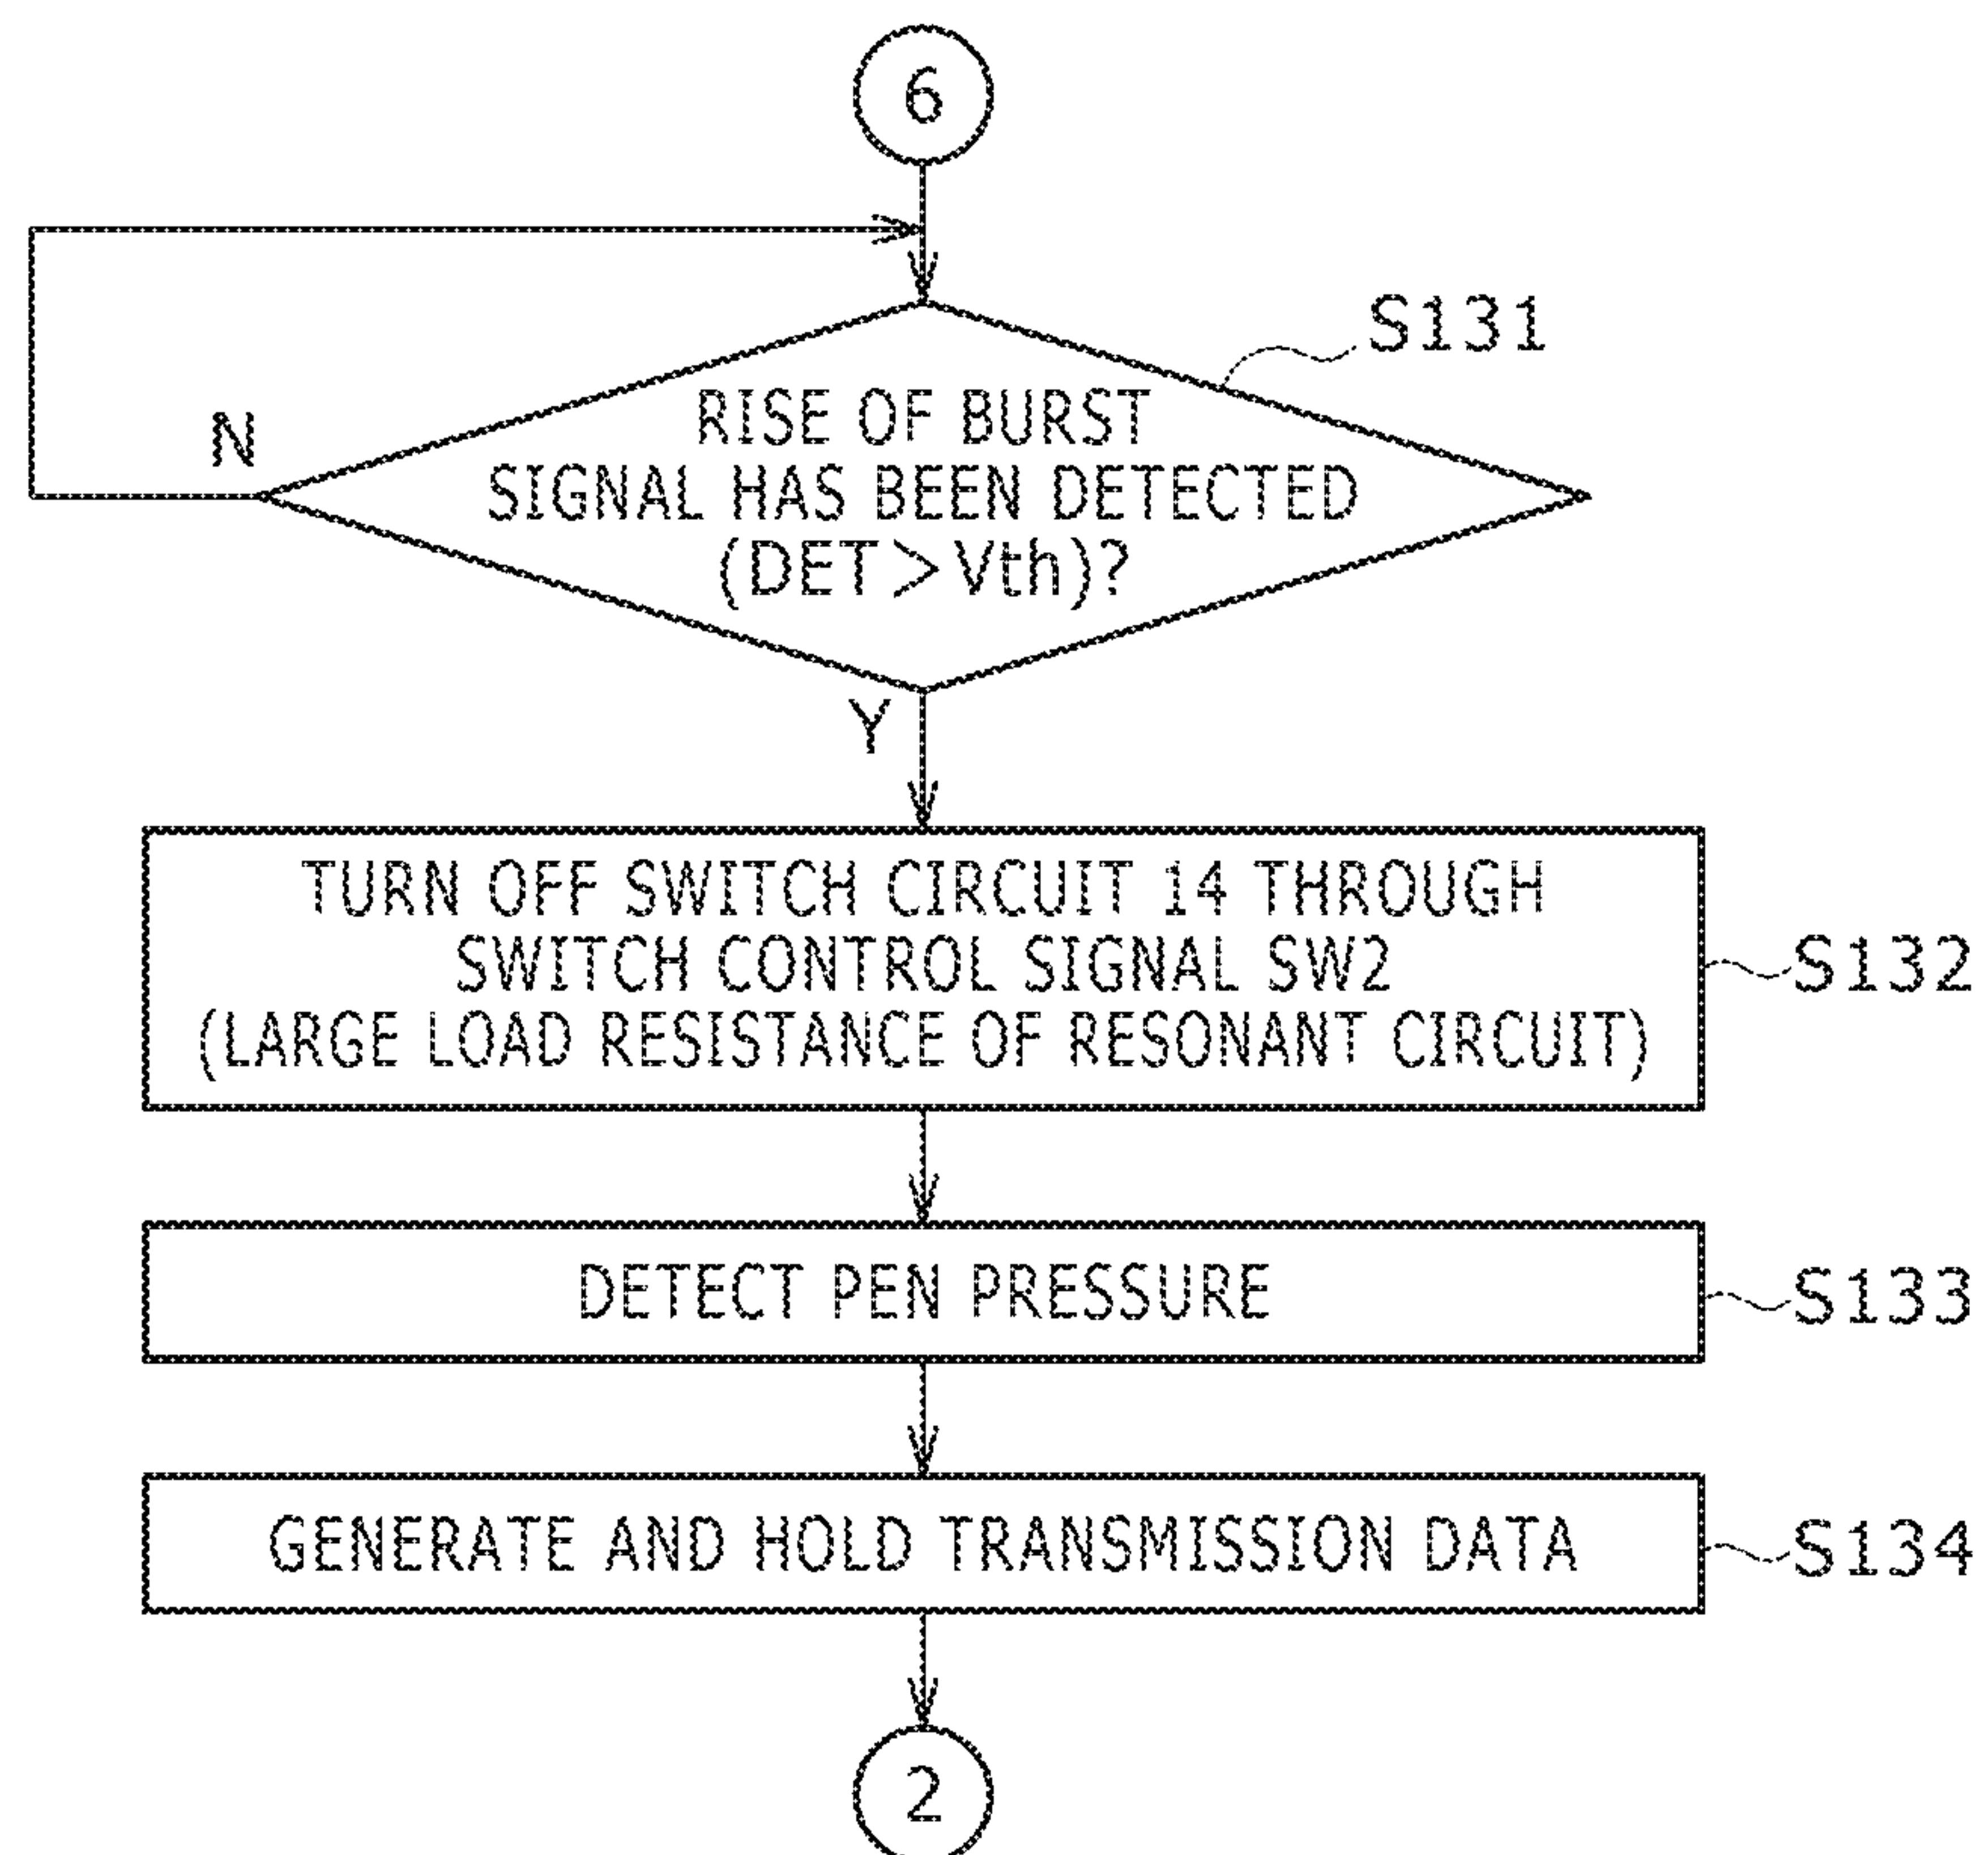 6
S131
RISE OF BURST
SIGNAL HAS BEEN DETECTED
(DET > Vth)?
N
Y
TURN OFF SWITCH CIRCUIT 14 THROUGH
SWITCH CONTROL SIGNAL SW2
(LARGE LOAD RESISTANCE OF RESONANT CIRCUIT)
S132
DETECT PEN PRESSURE
S133
GENERATE AND HOLD TRANSMISSION DATA
S134
2